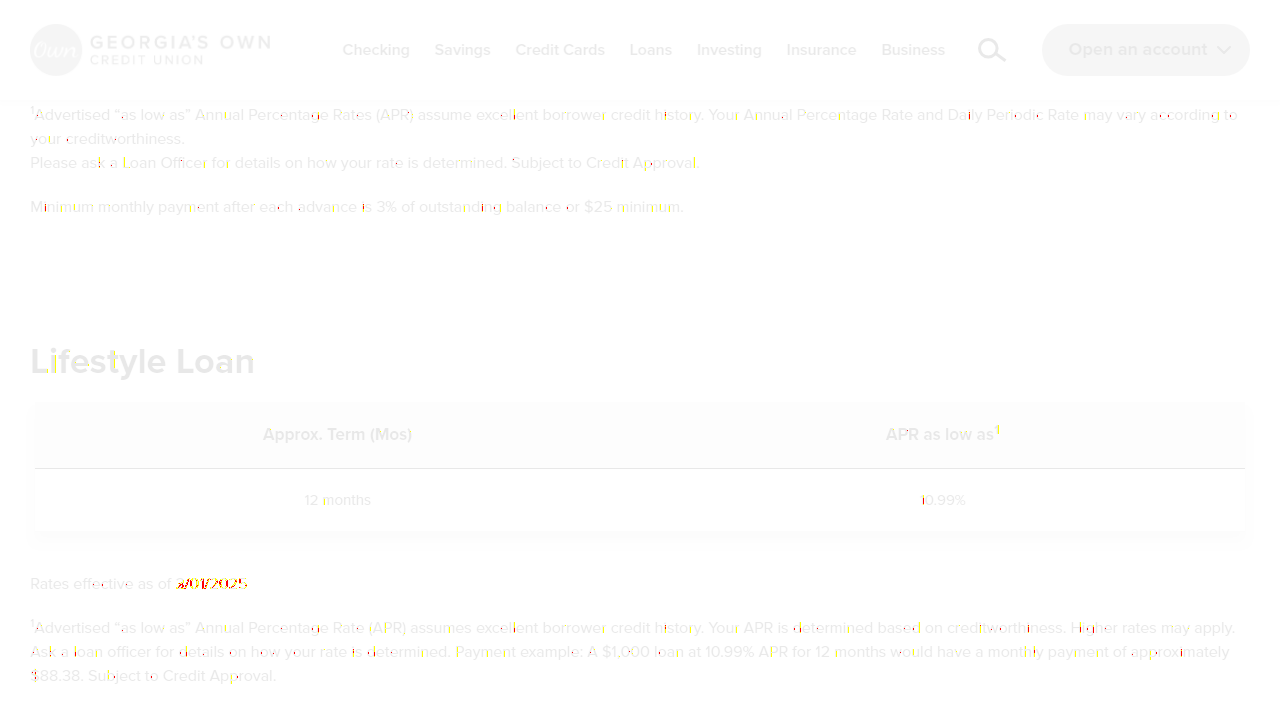 Own GEORGIA'S OWN CREDIT UNION Checking Savings Credit Cards Loans Investing Insurance Business Open an account
¹Advertised “as low as” Annual Percentage Rates (APR) assume excellent borrower credit history. Your Annual Percentage Rate and Daily Periodic Rate may vary according to
your creditworthiness.
Please ask a Loan Officer for details on how your rate is determined. Subject to Credit Approval.
Minimum monthly payment after each advance is 3% of outstanding balance or $25 minimum.
Lifestyle Loan
Approx. Term (Mos) APR as low as¹
12 months 10.99%
Rates effective as of /01/2025
¹Advertised “as low as” Annual Percentage Rate (APR) assumes excellent borrower credit history. Your APR is determined based on creditworthiness. Higher rates may apply.
Ask a loan officer for details on how your rate is determined. Payment example: A $1,000 loan at 10.99% APR for 12 months would have a monthly payment of approximately
$88.38. Subject to Credit Approval.